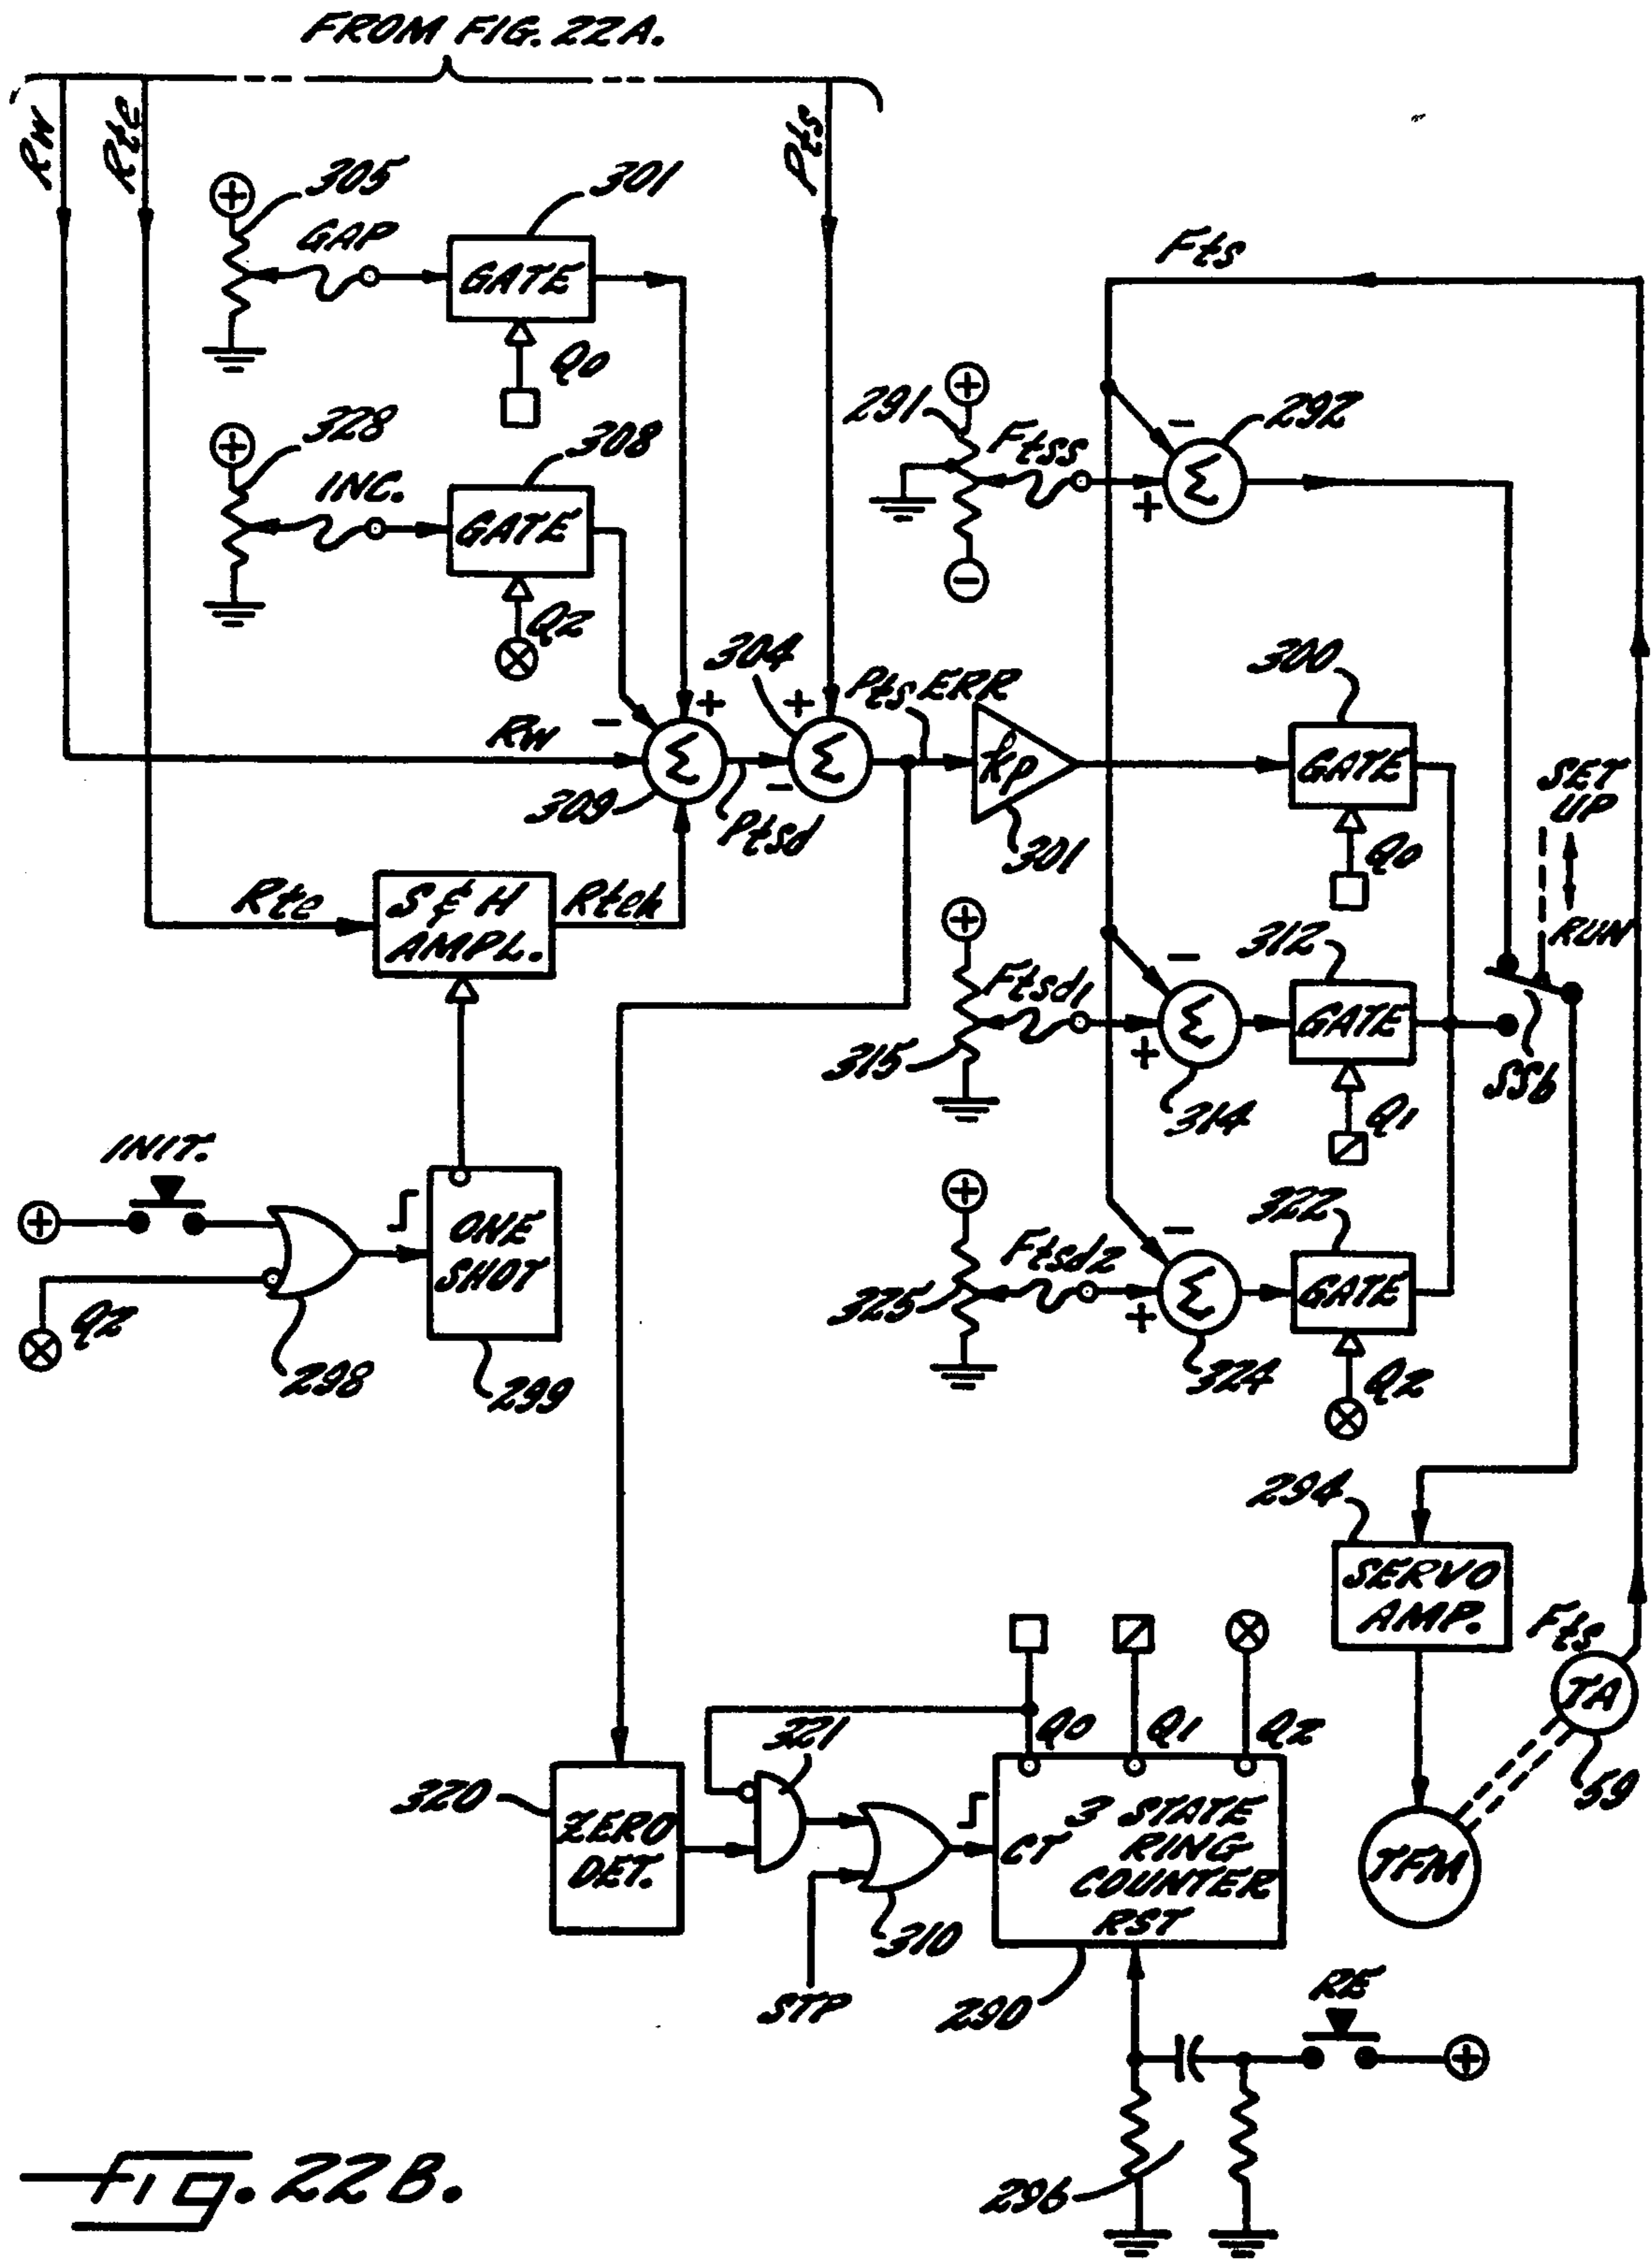 FROM FIG. 22A.
Rw
Rte
Pts
305
GAP
301
GATE
Q0
328
INC.
308
GATE
Q2
Fts
291
Ftss
292
+
-
Σ
+
-
Rw
-
+
Σ
309
Ptsd
304
+
-
Σ
Pts ERR
kp
301
300
GATE
Q0
SET
UP
RUN
SSb
Rte
S & H
AMPL.
Rteh
315
Ftsd1
-
+
Σ
314
312
GATE
Q1
INIT.
+
Q2
298
ONE
SHOT
299
325
Ftsd2
-
+
Σ
324
322
GATE
Q2
294
SERVO
AMP.
Fts
TA
59
TFM
320
ZERO
DET.
321
310
STP
Q0
Q1
Q2
3 STATE
RING
COUNTER
CT
RST
290
RE
+
296
Fig. 22B.